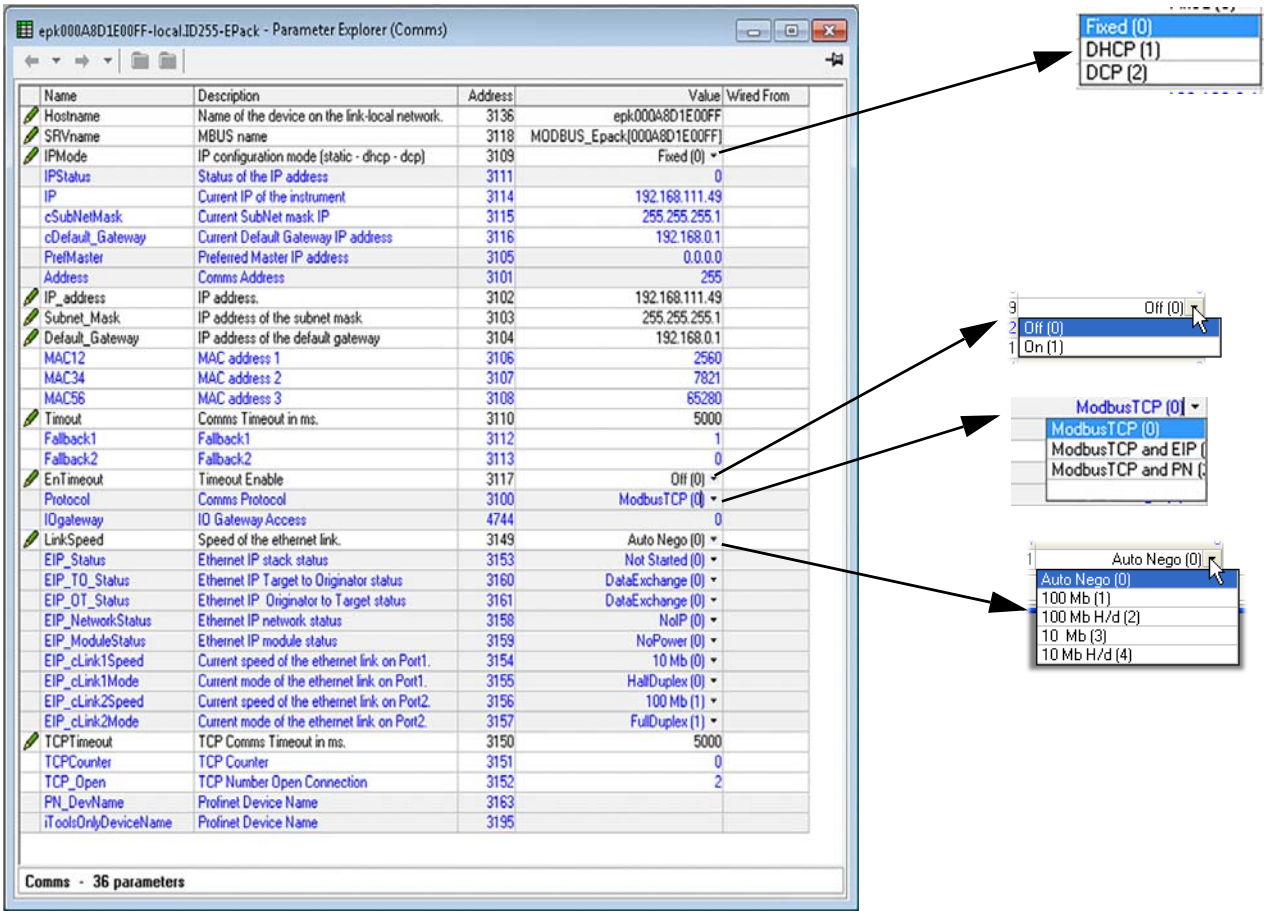 epk000A8D1E00FF-local.ID255-EPack - Parameter Explorer (Comms)
Name Description Address Value Wired From
Hostname Name of the device on the link-local network. 3136 epk000A8D1E00FF
SRVname MBUS name 3118 MODBUS_Epack[000A8D1E00FF]
IPMode IP configuration mode (static - dhcp - dcp) 3109 Fixed (0)
IPStatus Status of the IP address 3111 0
IP Current IP of the instrument 3114 192.168.111.49
cSubNetMask Current SubNet mask IP 3115 255.255.255.1
cDefault_Gateway Current Default Gateway IP address 3116 192.168.0.1
PrefMaster Preferred Master IP address 3105 0.0.0.0
Address Comms Address 3101 255
IP_address IP address. 3102 192.168.111.49
Subnet_Mask IP address of the subnet mask 3103 255.255.255.1
Default_Gateway IP address of the default gateway 3104 192.168.0.1
MAC12 MAC address 1 3106 2560
MAC34 MAC address 2 3107 7821
MAC56 MAC address 3 3108 65280
Timout Comms Timeout in ms. 3110 5000
Fallback1 Fallback1 3112 1
Fallback2 Fallback2 3113 0
EnTimeout Timeout Enable 3117 Off (0)
Protocol Comms Protocol 3100 ModbusTCP (0)
IOgateway IO Gateway Access 4744 0
LinkSpeed Speed of the ethernet link. 3149 Auto Nego (0)
EIP_Status Ethernet IP stack status 3153 Not Started (0)
EIP_TO_Status Ethernet IP Target to Originator status 3160 DataExchange (0)
EIP_OT_Status Ethernet IP Originator to Target status 3161 DataExchange (0)
EIP_NetworkStatus Ethernet IP network status 3158 NoIP (0)
EIP_ModuleStatus Ethernet IP module status 3159 NoPower (0)
EIP_cLink1Speed Current speed of the ethernet link on Port1. 3154 10 Mb (0)
EIP_cLink1Mode Current mode of the ethernet link on Port1. 3155 HalfDuplex (0)
EIP_cLink2Speed Current speed of the ethernet link on Port2. 3156 100 Mb (1)
EIP_cLink2Mode Current mode of the ethernet link on Port2. 3157 FullDuplex (1)
TCPTimeout TCP Comms Timeout in ms. 3150 5000
TCPCounter TCP Counter 3151 0
TCP_Open TCP Number Open Connection 3152 2
PN_DevName Profinet Device Name 3163
iToolsOnlyDeviceName Profinet Device Name 3195
Comms - 36 parameters
Fixed (0)
DHCP (1)
DCP (2)
9 Off (0)
2 Off (0)
1 On (1)
ModbusTCP (0)
ModbusTCP (0)
ModbusTCP and EIP (
ModbusTCP and PN (
1 Auto Nego (0)
Auto Nego (0)
100 Mb (1)
100 Mb H/d (2)
10 Mb (3)
10 Mb H/d (4)